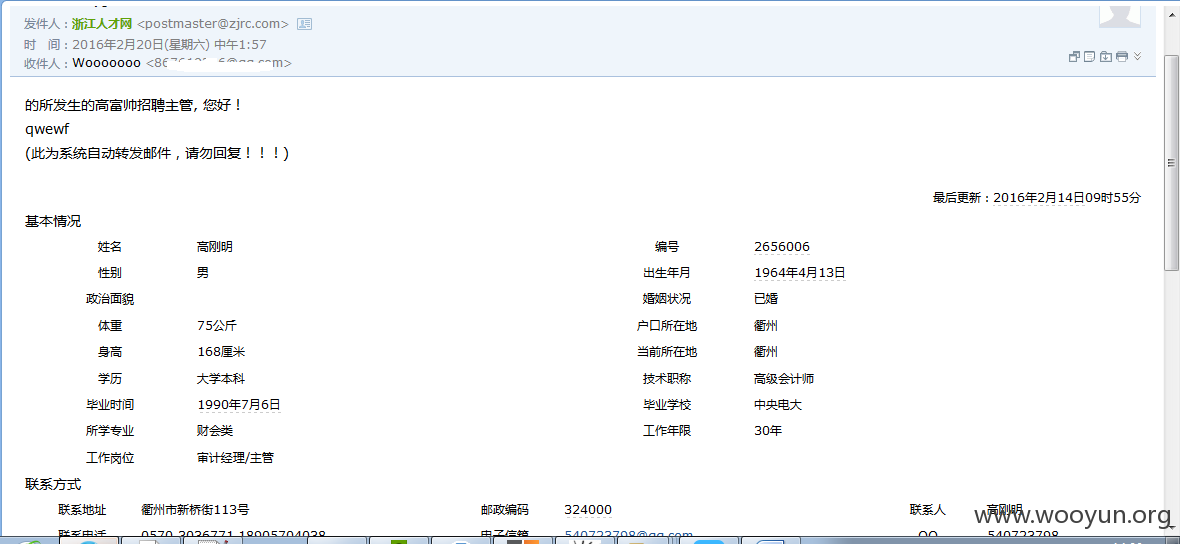 发件人：浙江人才网 <postmaster@zjrc.com>
时 间：2016年2月20日(星期六) 中午1:57
收件人：Wooooooo
的所发生的高富帅招聘主管, 您好！
qwewf
(此为系统自动转发邮件，请勿回复！！！)
最后更新：2016年2月14日09时55分
基本情况
姓名 高刚明 编号 2656006
性别 男 出生年月 1964年4月13日
政治面貌 婚姻状况 已婚
体重 75公斤 户口所在地 衢州
身高 168厘米 当前所在地 衢州
学历 大学本科 技术职称 高级会计师
毕业时间 1990年7月6日 毕业学校 中央电大
所学专业 财会类 工作年限 30年
工作岗位 审计经理/主管
联系方式
联系地址 衢州市新桥街113号 邮政编码 324000 联系人 高刚明
联系电话 电子信箱 QQ
www.wooyun.org